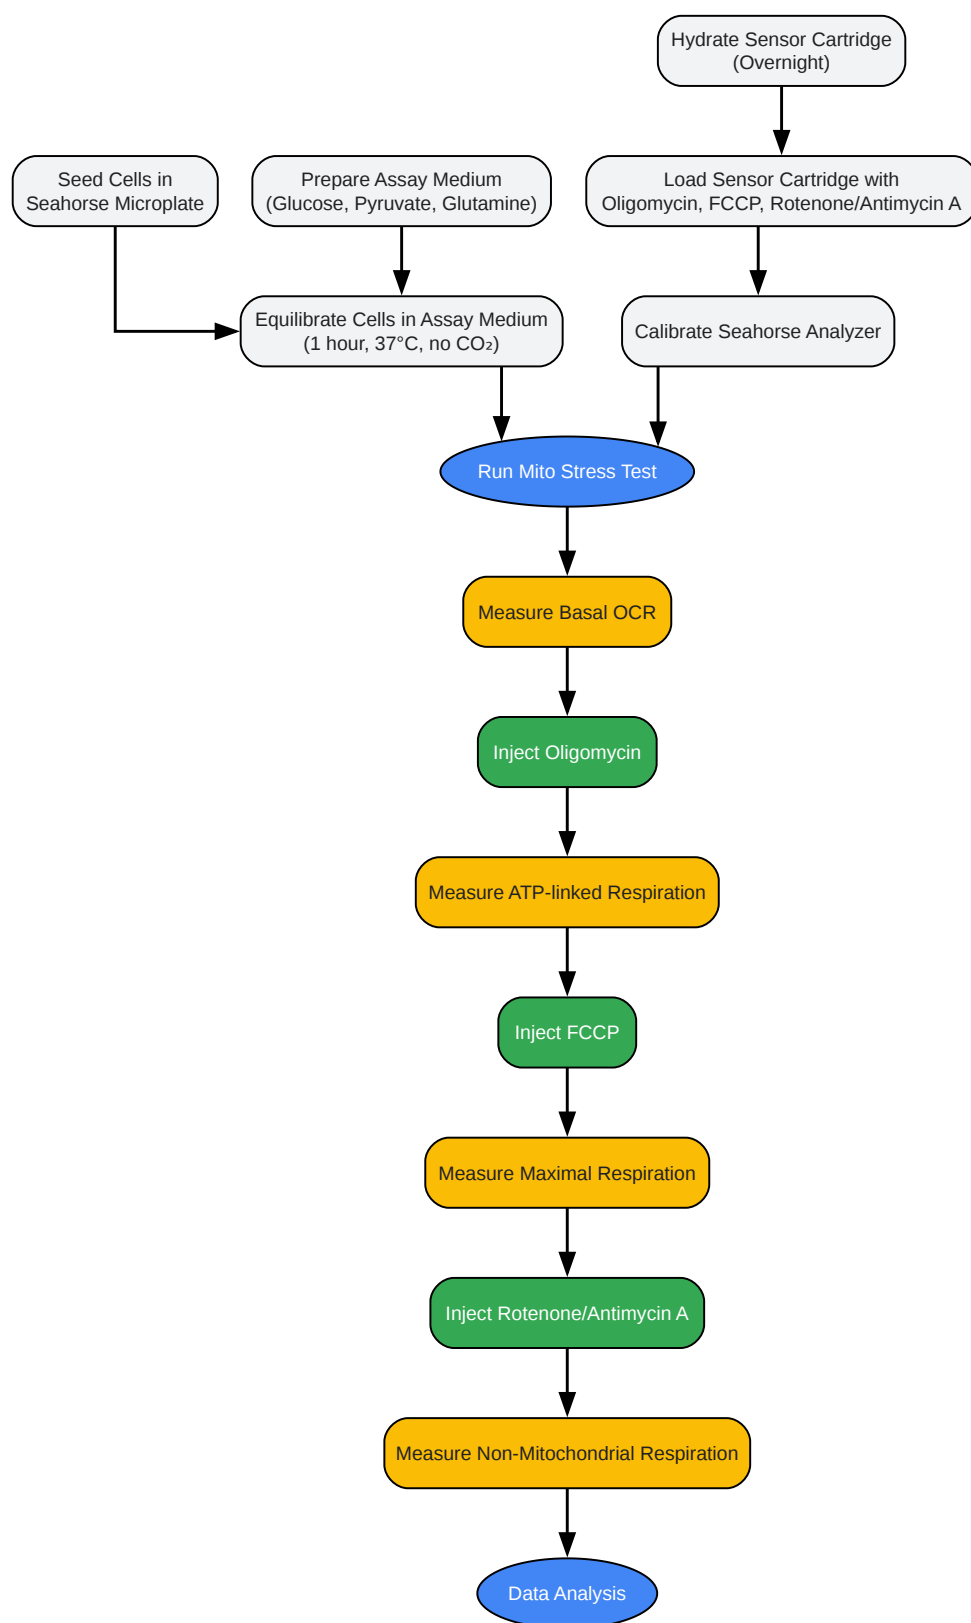 Hydrate Sensor Cartridge
(Overnight)
Seed Cells in
Seahorse Microplate
Prepare Assay Medium
(Glucose, Pyruvate, Glutamine)
Load Sensor Cartridge with
Oligomycin, FCCP, Rotenone/Antimycin A
Equilibrate Cells in Assay Medium
(1 hour, 37°C, no CO₂)
Calibrate Seahorse Analyzer
Run Mito Stress Test
Measure Basal OCR
Inject Oligomycin
Measure ATP-linked Respiration
Inject FCCP
Measure Maximal Respiration
Inject Rotenone/Antimycin A
Measure Non-Mitochondrial Respiration
Data Analysis